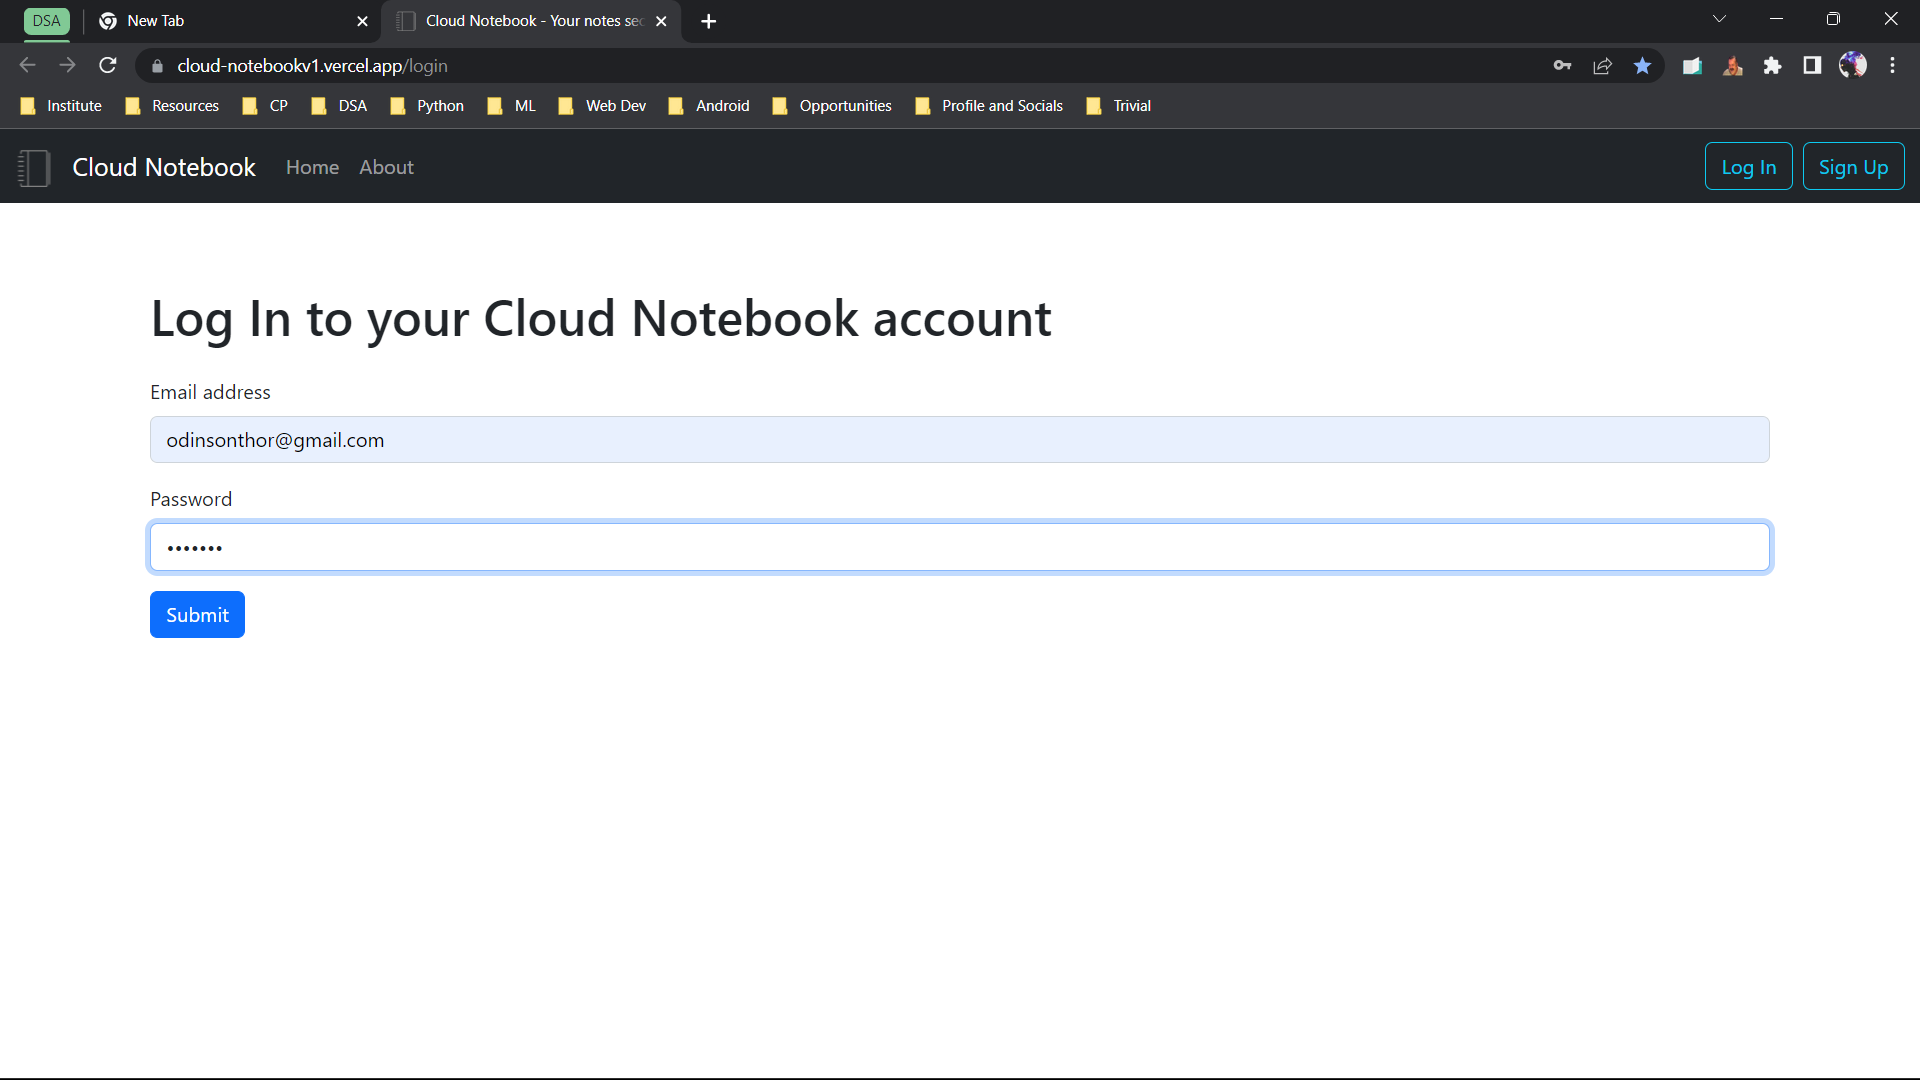 DSA
New Tab
Cloud Notebook - Your notes sec
cloud-notebookv1.vercel.app/login
Institute
Resources
CP
DSA
Python
ML
Web Dev
Android
Opportunities
Profile and Socials
Trivial
Cloud Notebook
Home
About
Log In
Sign Up
Log In to your Cloud Notebook account
Email address
odinsonthor@gmail.com
Password
•••••••
Submit